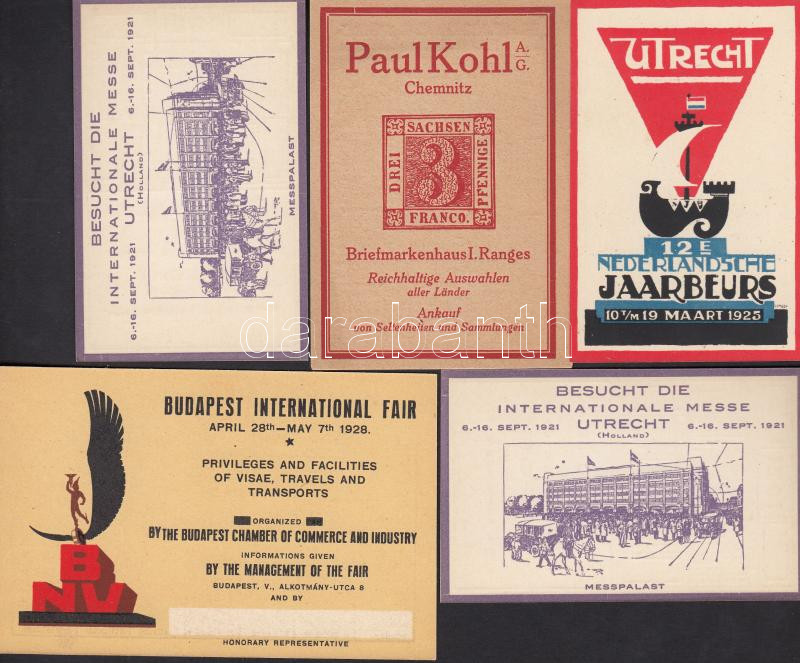 BESUCHT DIE
INTERNATIONALE MESSE
6.-16. SEPT. 1921 UTRECHT 6.-16. SEPT. 1921
(HOLLAND)
MESSPALAST
Paul Kohl A.G.
Chemnitz
SACHSEN
DREI
3
PFENNIGE
FRANCO.
Briefmarkenhaus I. Ranges
Reichhaltige Auswahlen
aller Länder
Ankauf
von Seltenheiten und Sammlungen
UTRECHT
12E
NEDERLANDSCHE
JAARBEURS
10 T/M 19 MAART 1925
darabanth
BUDAPEST INTERNATIONAL FAIR
APRIL 28th—MAY 7th 1928.
PRIVILEGES AND FACILITIES
OF VISAE, TRAVELS AND
TRANSPORTS
ORGANIZED
BY THE BUDAPEST CHAMBER OF COMMERCE AND INDUSTRY
INFORMATIONS GIVEN
BY THE MANAGEMENT OF THE FAIR
BUDAPEST, V., ALKOTMÁNY-UTCA 8
AND BY
HONORARY REPRESENTATIVE
B
NV
BESUCHT DIE
INTERNATIONALE MESSE
6.-16. SEPT. 1921 UTRECHT 6.-16. SEPT. 1921
(HOLLAND)
MESSPALAST